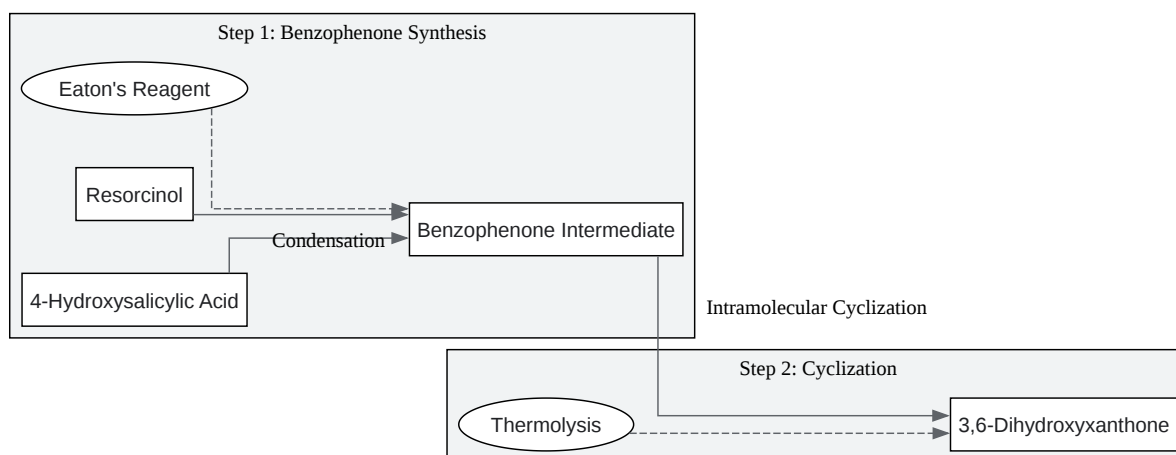 Step 1: Benzophenone Synthesis
Eaton's Reagent
Resorcinol
Benzophenone Intermediate
Condensation
4-Hydroxysalicylic Acid
Intramolecular Cyclization
Step 2: Cyclization
Thermolysis
3,6-Dihydroxyxanthone